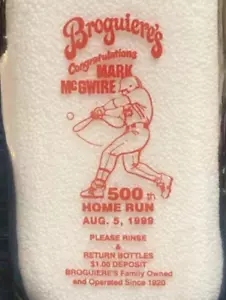 Broguiere's
Congratulations
MARK
McGWIRE
500th
HOME RUN
AUG. 5, 1999
PLEASE RINSE
&
RETURN BOTTLES
$1.00 DEPOSIT
BROGUIERE'S Family Owned
and Operated Since 1920